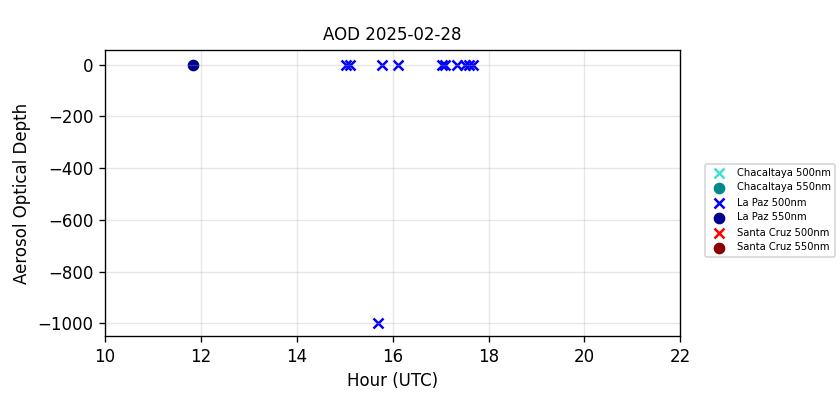 AOD 2025-02-28
Aerosol Optical Depth
0
−200
−400
−600
−800
−1000
10 12 14 16 18 20 22
Hour (UTC)
Chacaltaya 500nm
Chacaltaya 550nm
La Paz 500nm
La Paz 550nm
Santa Cruz 500nm
Santa Cruz 550nm